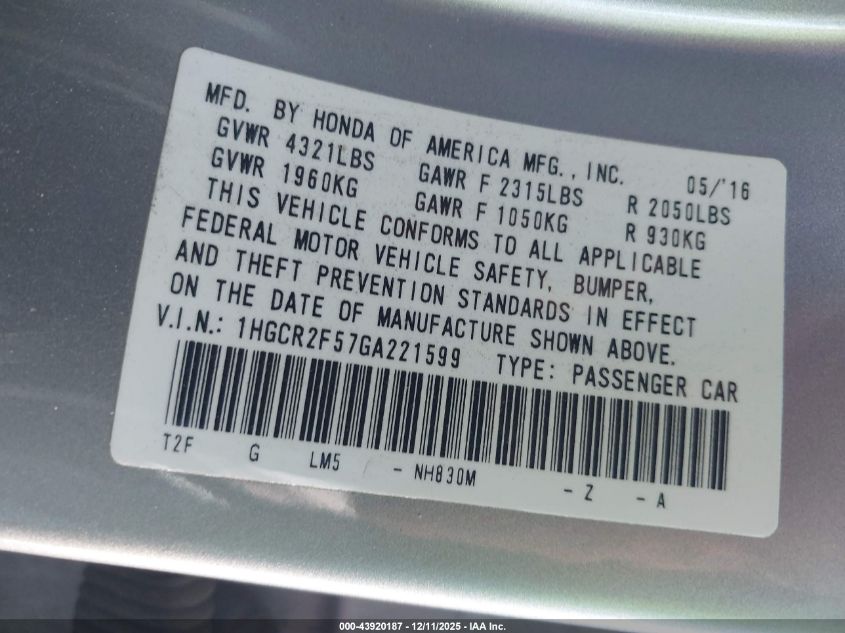 MFD. BY HONDA OF AMERICA MFG., INC. 05/'16
GVWR 4321LBS GAWR F 2315LBS R 2050LBS
GVWR 1960KG GAWR F 1050KG R 930KG
THIS VEHICLE CONFORMS TO ALL APPLICABLE
FEDERAL MOTOR VEHICLE SAFETY, BUMPER,
AND THEFT PREVENTION STANDARDS IN EFFECT
ON THE DATE OF MANUFACTURE SHOWN ABOVE.
V.I.N.: 1HGCR2F57GA221599 TYPE: PASSENGER CAR
T2F G LM5 - NH830M - Z - A
000-43920187 - 12/11/2025 - IAA Inc.